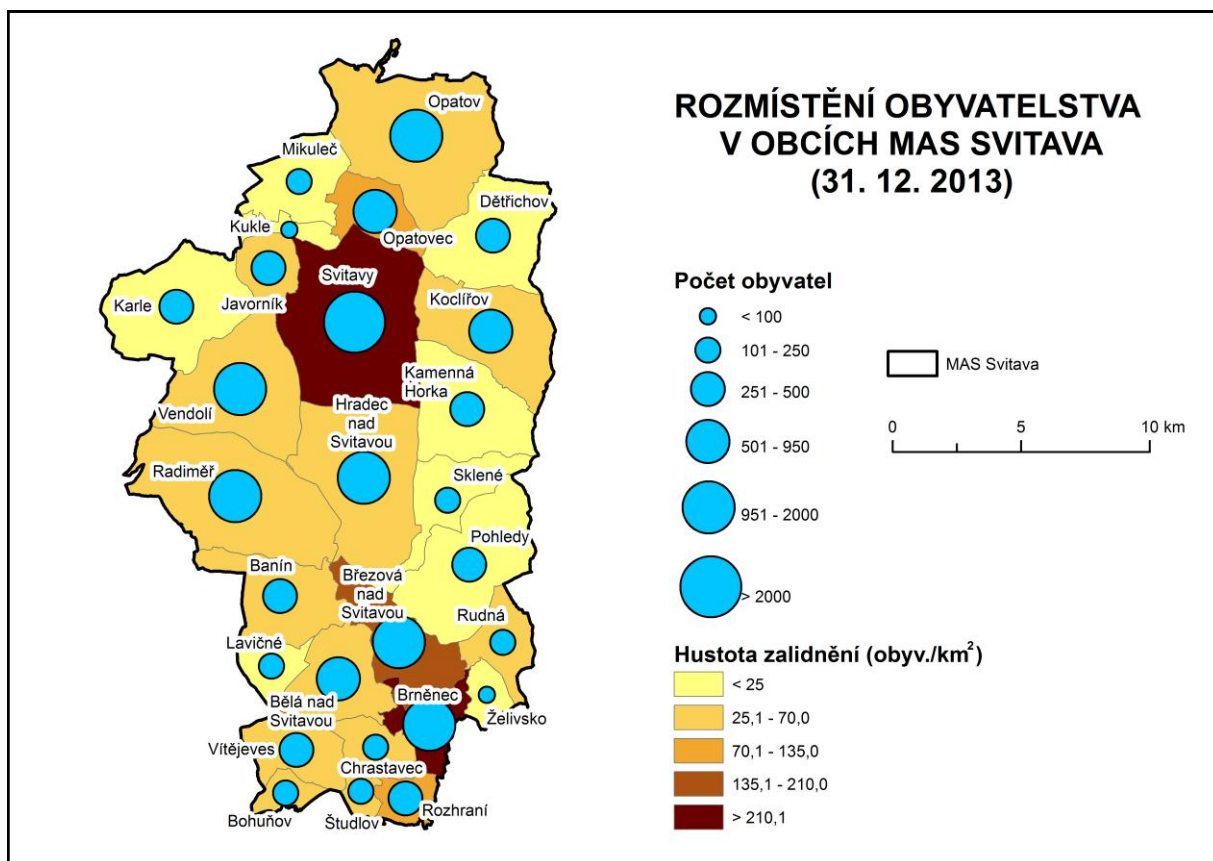 ROZMÍSTĚNÍ OBYVATELSTVA
V OBCÍCH MAS SVITAVA
(31. 12. 2013)
Opatov
Mikuleč
Dětřichov
Kukle
Opatovec
Svitavy
Karle
Javorník
Koclířov
Kamenná
Horka
Vendolí
Hradec
nad
Svitavou
Radiměř
Sklené
Pohledy
Banín
Březová
nad
Svitavou
Rudná
Lavičné
Bělá nad
Svitavou
Brněnec
Želivsko
Vítějeves
Chrastavec
Bohuňov
Študlov
Rozhraní
Počet obyvatel
< 100
101 - 250
251 - 500
501 - 950
951 - 2000
> 2000
MAS Svitava
0 5 10 km
Hustota zalidnění (obyv./km²)
< 25
25,1 - 70,0
70,1 - 135,0
135,1 - 210,0
> 210,1